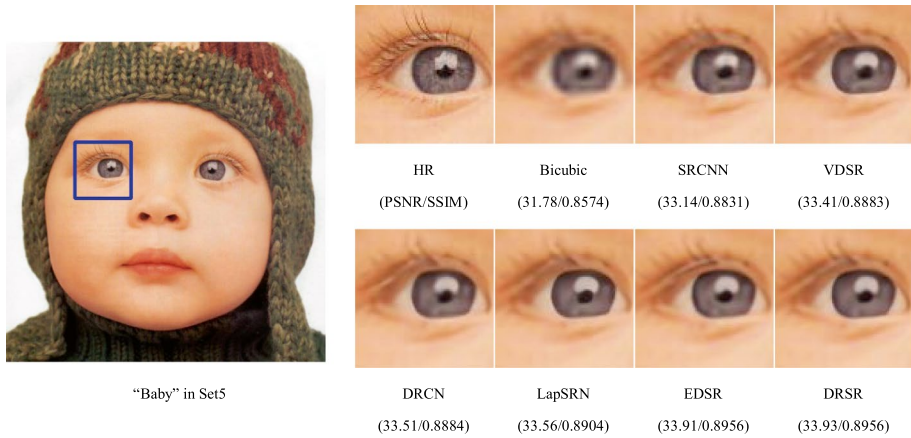 HR
Bicubic
SRCNN
VDSR
(PSNR/SSIM)
(31.78/0.8574)
(33.14/0.8831)
(33.41/0.8883)
“Baby” in Set5
DRCN
LapSRN
EDSR
DRSR
(33.51/0.8884)
(33.56/0.8904)
(33.91/0.8956)
(33.93/0.8956)